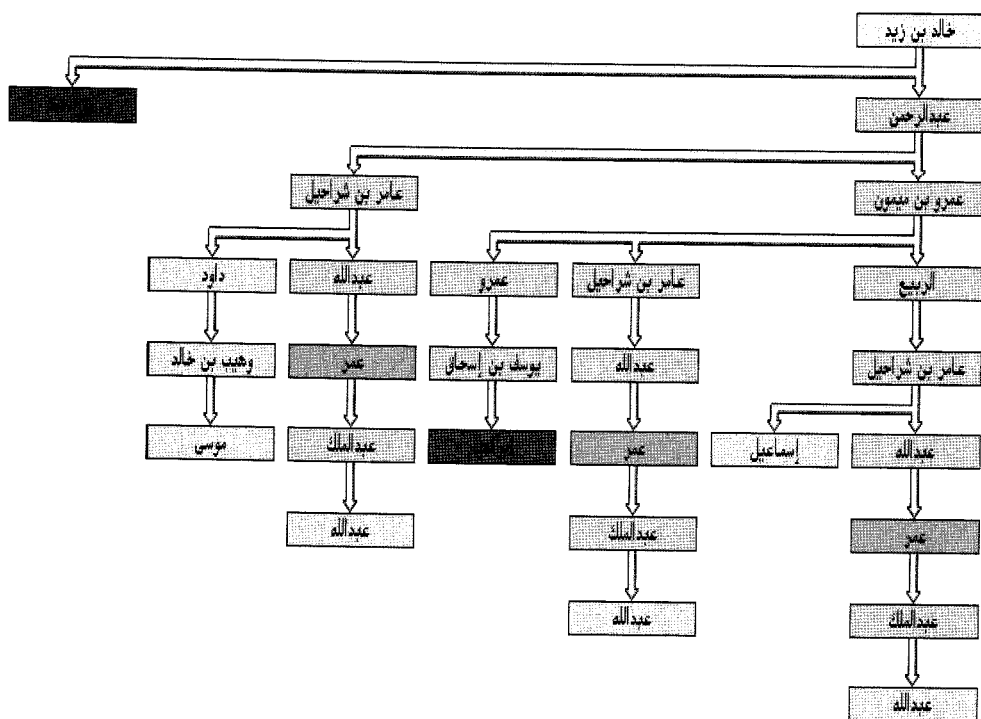 خالد بن زيد
عبدالرحمن
عامر بن شراحيل
عمرو بن ميمون
داود
عبدالله
عمرو
عامر بن شراحيل
الربيع
وهيب بن خالد
عمر
يوسف بن إسحاق
عبدالله
عامر بن شراحيل
موسى
عبدالملك
عمر
إسماعيل
عبدالله
عبدالله
عبدالملك
عمر
عبدالله
عبدالملك
عبدالله